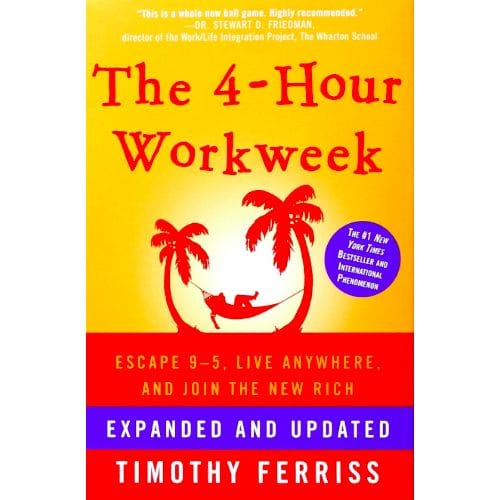 "This is a whole new ball game. Highly recommended."
—DR. STEWART D. FRIEDMAN,
director of the Work/Life Integration Project, The Wharton School
The 4-Hour
Workweek
THE #1 NEW
YORK TIMES
BESTSELLER AND
INTERNATIONAL
PHENOMENON
ESCAPE 9–5, LIVE ANYWHERE,
AND JOIN THE NEW RICH
EXPANDED AND UPDATED
TIMOTHY FERRISS